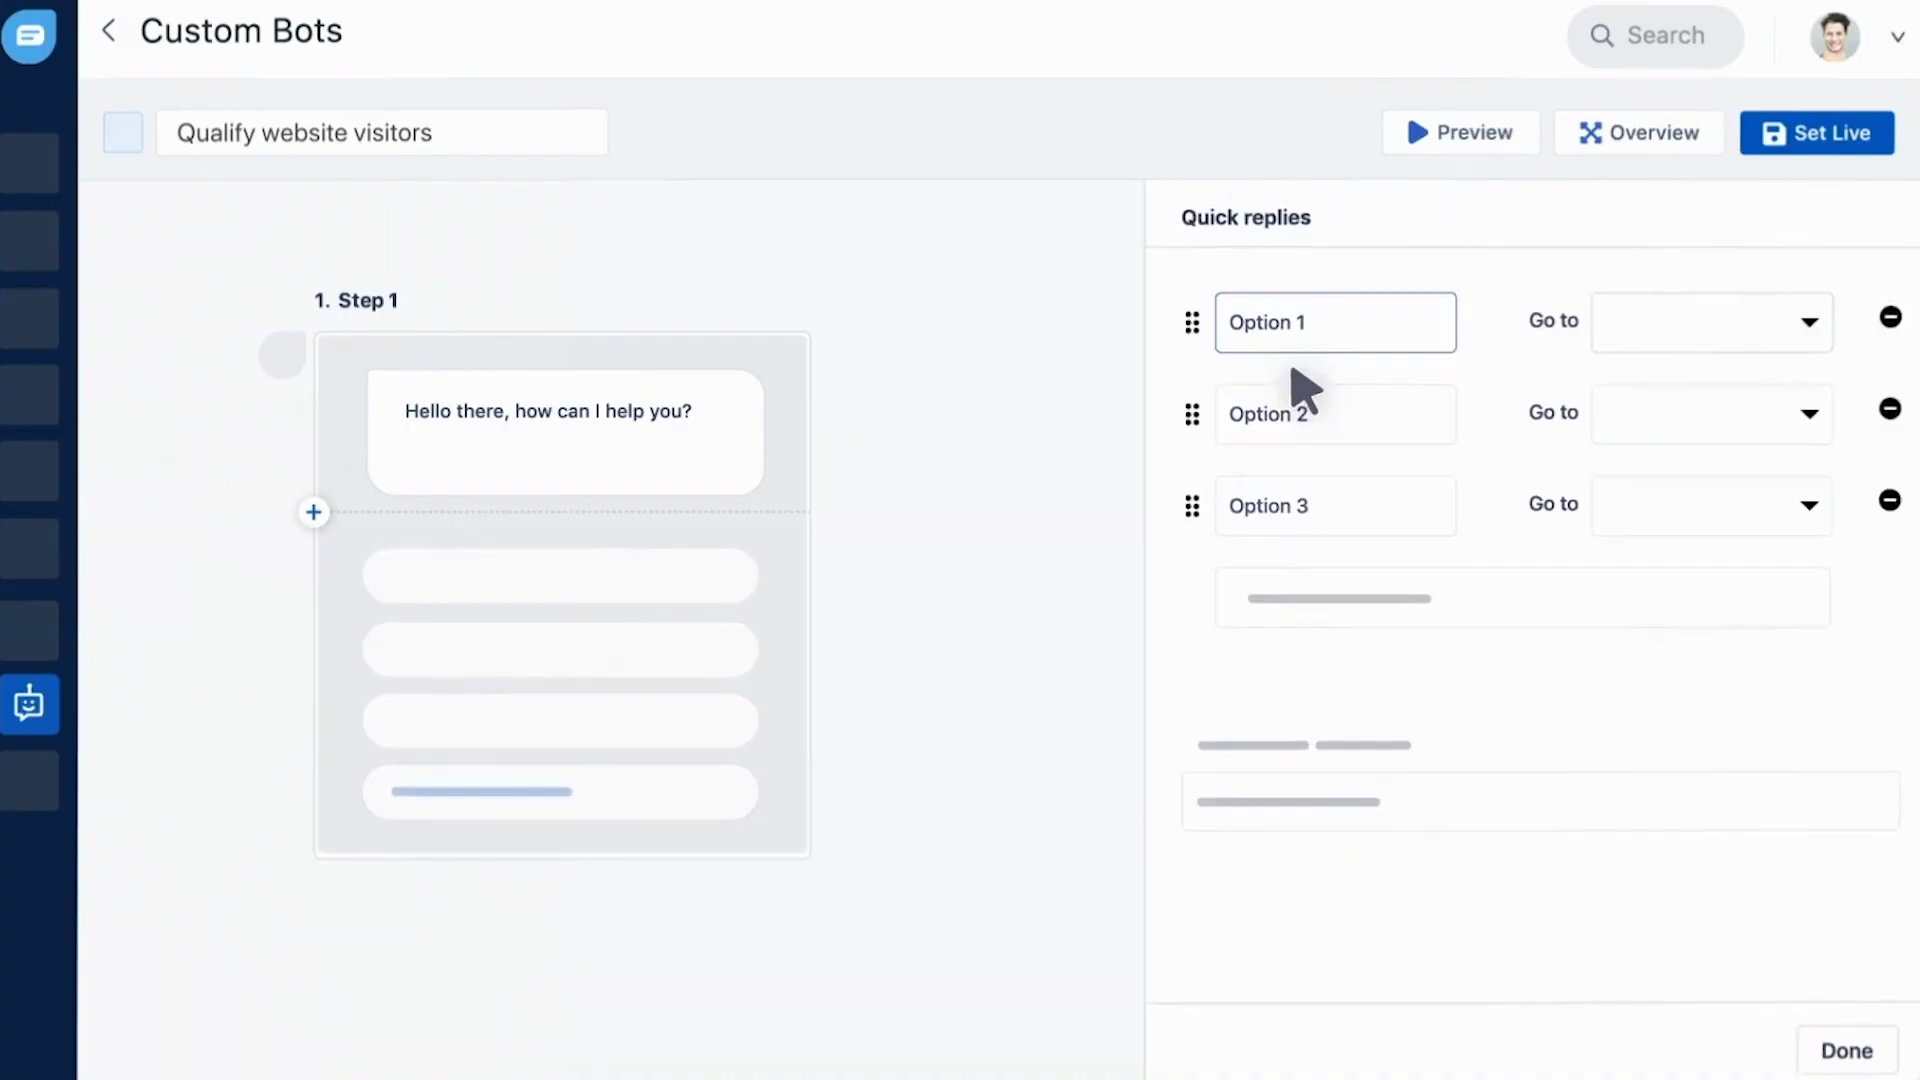 Custom Bots
Search
Qualify website visitors
Preview
Overview
Set Live
Quick replies
1. Step 1
Hello there, how can I help you?
Option 1
Go to
Option 2
Go to
Option 3
Go to
Done